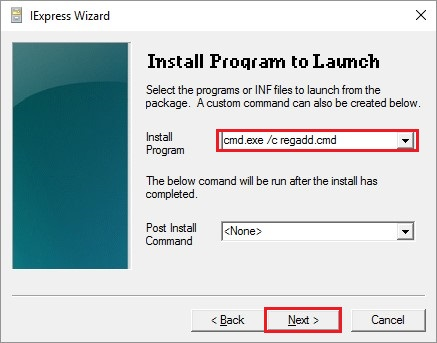 IExpress Wizard
Install Program to Launch
Select the programs or INF files to launch from the
package. A custom command can also be created below.
Install
Program
cmd.exe /c regadd.cmd
The below comand will be run after the install has
completed.
Post Install
Command
<None>
< Back
Next >
Cancel